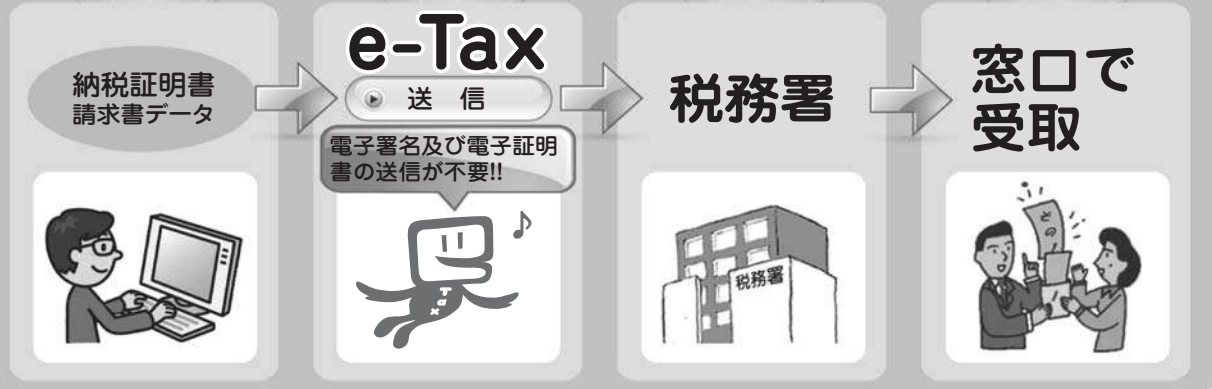 納税証明書
請求書データ
e-Tax
送 信
電子署名及び電子証明
書の送信が不要!!
Tax
税務署
税務署
窓口で
受取